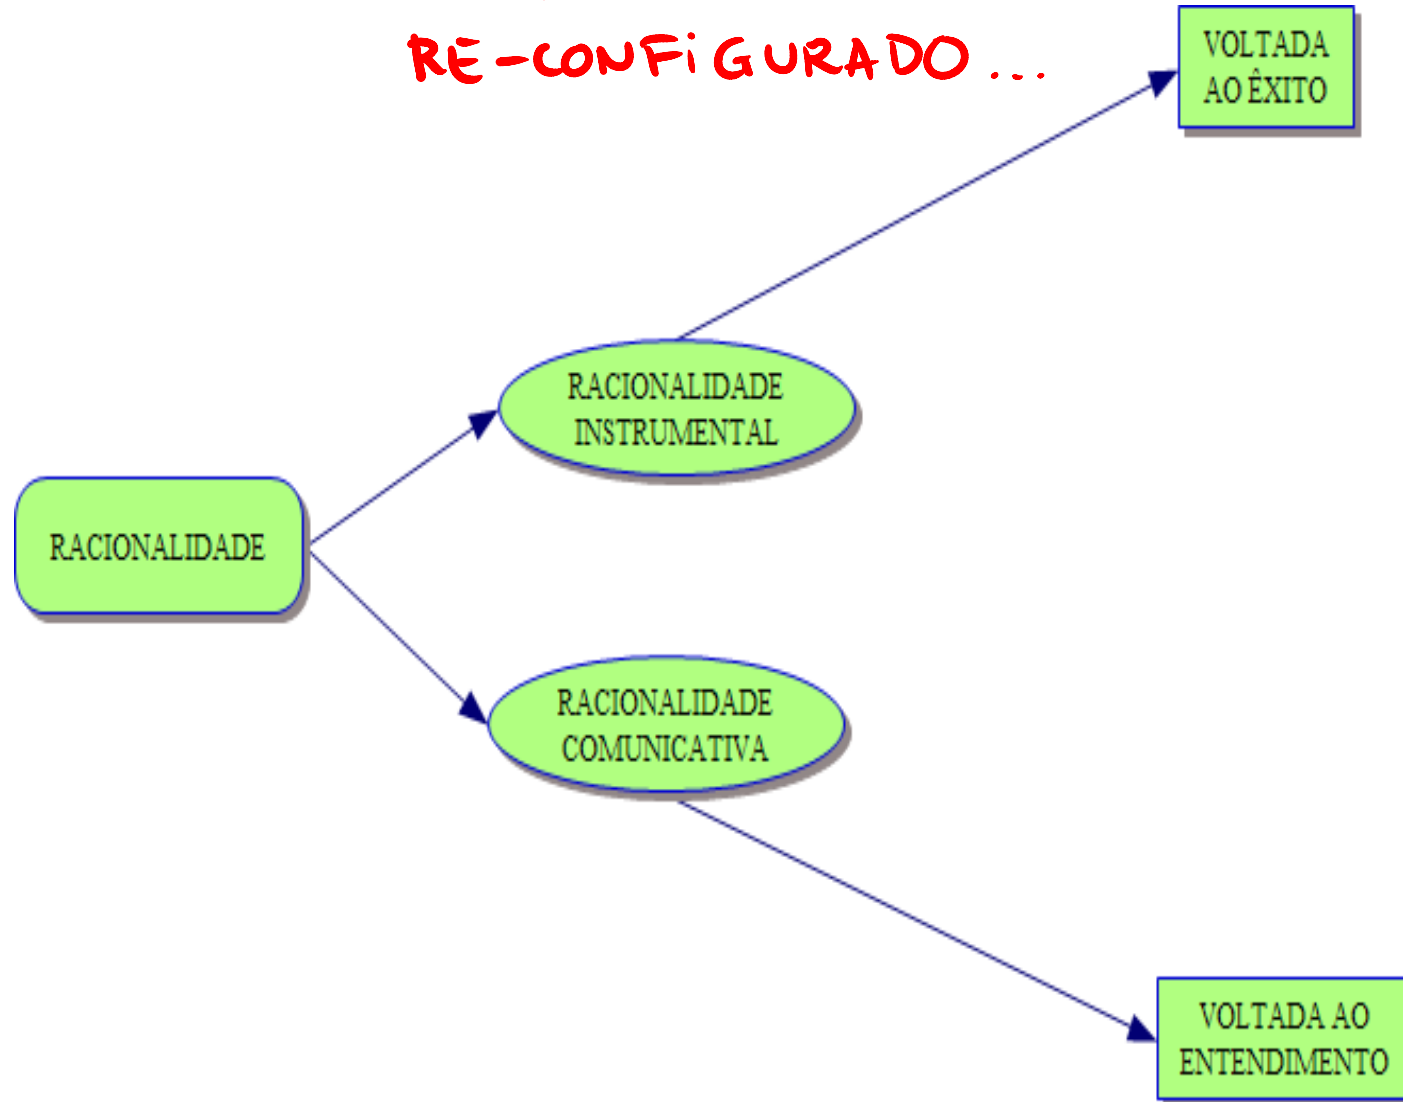 RE-CONFiGURADO...
VOLTADA
AO ÊXITO
RACIONALIDADE
INSTRUMENTAL
RACIONALIDADE
RACIONALIDADE
COMUNICATIVA
VOLTADA AO
ENTENDIMENTO